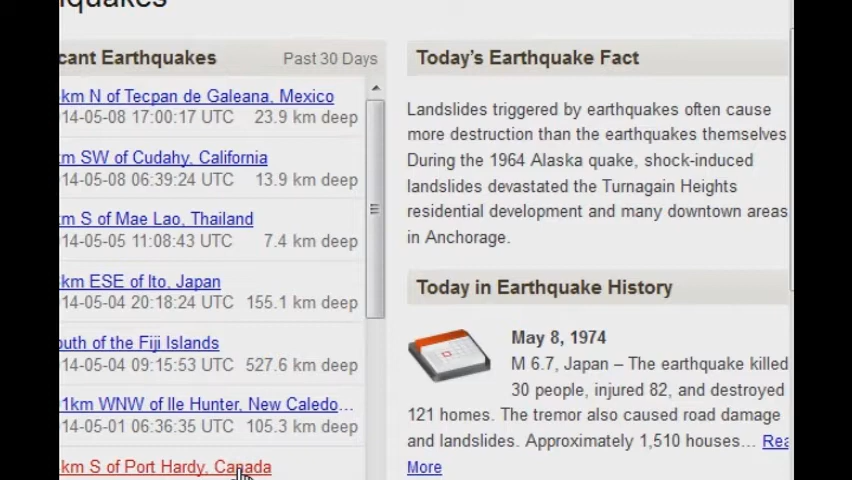 quakes
cant Earthquakes
Past 30 Days
km N of Tecpan de Galeana, Mexico
14-05-08 17:00:17 UTC 23.9 km deep
km SW of Cudahy, California
14-05-08 06:39:24 UTC 13.9 km deep
km S of Mae Lao, Thailand
14-05-05 11:08:43 UTC 7.4 km deep
km ESE of Ito, Japan
14-05-04 20:18:24 UTC 155.1 km deep
outh of the Fiji Islands
14-05-04 09:15:53 UTC 527.6 km deep
1km WNW of Ile Hunter, New Caledo...
14-05-01 06:36:35 UTC 105.3 km deep
km S of Port Hardy, Canada
Today's Earthquake Fact
Landslides triggered by earthquakes often cause
more destruction than the earthquakes themselves
During the 1964 Alaska quake, shock-induced
landslides devastated the Turnagain Heights
residential development and many downtown areas
in Anchorage.
Today in Earthquake History
May 8, 1974
M 6.7, Japan – The earthquake killed
30 people, injured 82, and destroyed
121 homes. The tremor also caused road damage
and landslides. Approximately 1,510 houses... Rea
More